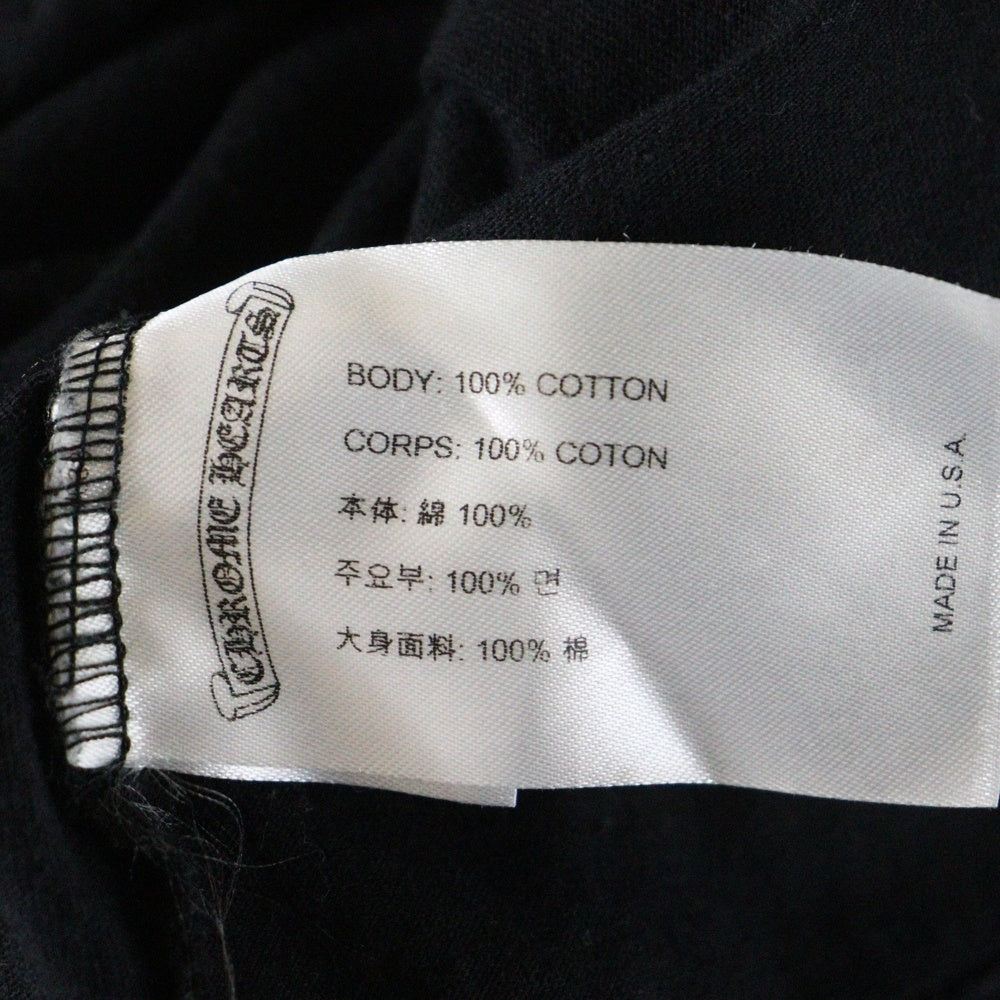 CHROME HEARTS
BODY: 100% COTTON
CORPS: 100% COTON
本体: 綿 100%
주요부: 100% 면
大身面料: 100% 棉
MADE IN U.S.A.